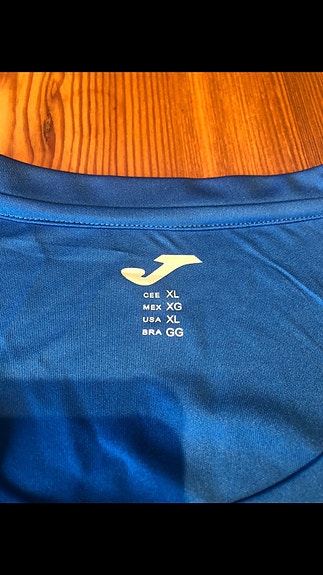 CEE XL
MEX XG
USA XL
BRA GG